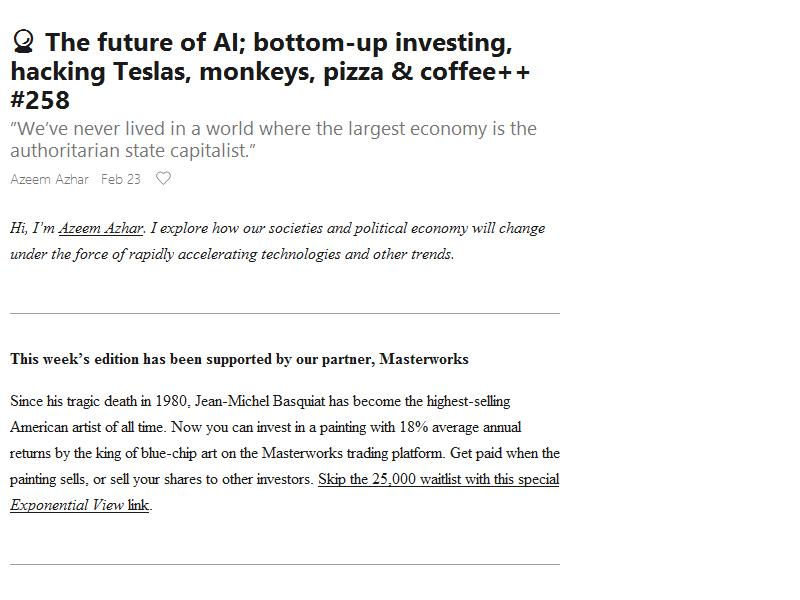 🔮 The future of AI; bottom-up investing,
hacking Teslas, monkeys, pizza & coffee++
#258
”We’ve never lived in a world where the largest economy is the
authoritarian state capitalist.”
Azeem Azhar Feb 23
Hi, I’m Azeem Azhar. I explore how our societies and political economy will change
under the force of rapidly accelerating technologies and other trends.
This week’s edition has been supported by our partner, Masterworks
Since his tragic death in 1980, Jean-Michel Basquiat has become the highest-selling
American artist of all time. Now you can invest in a painting with 18% average annual
returns by the king of blue-chip art on the Masterworks trading platform. Get paid when the
painting sells, or sell your shares to other investors. Skip the 25,000 waitlist with this special
Exponential View link.